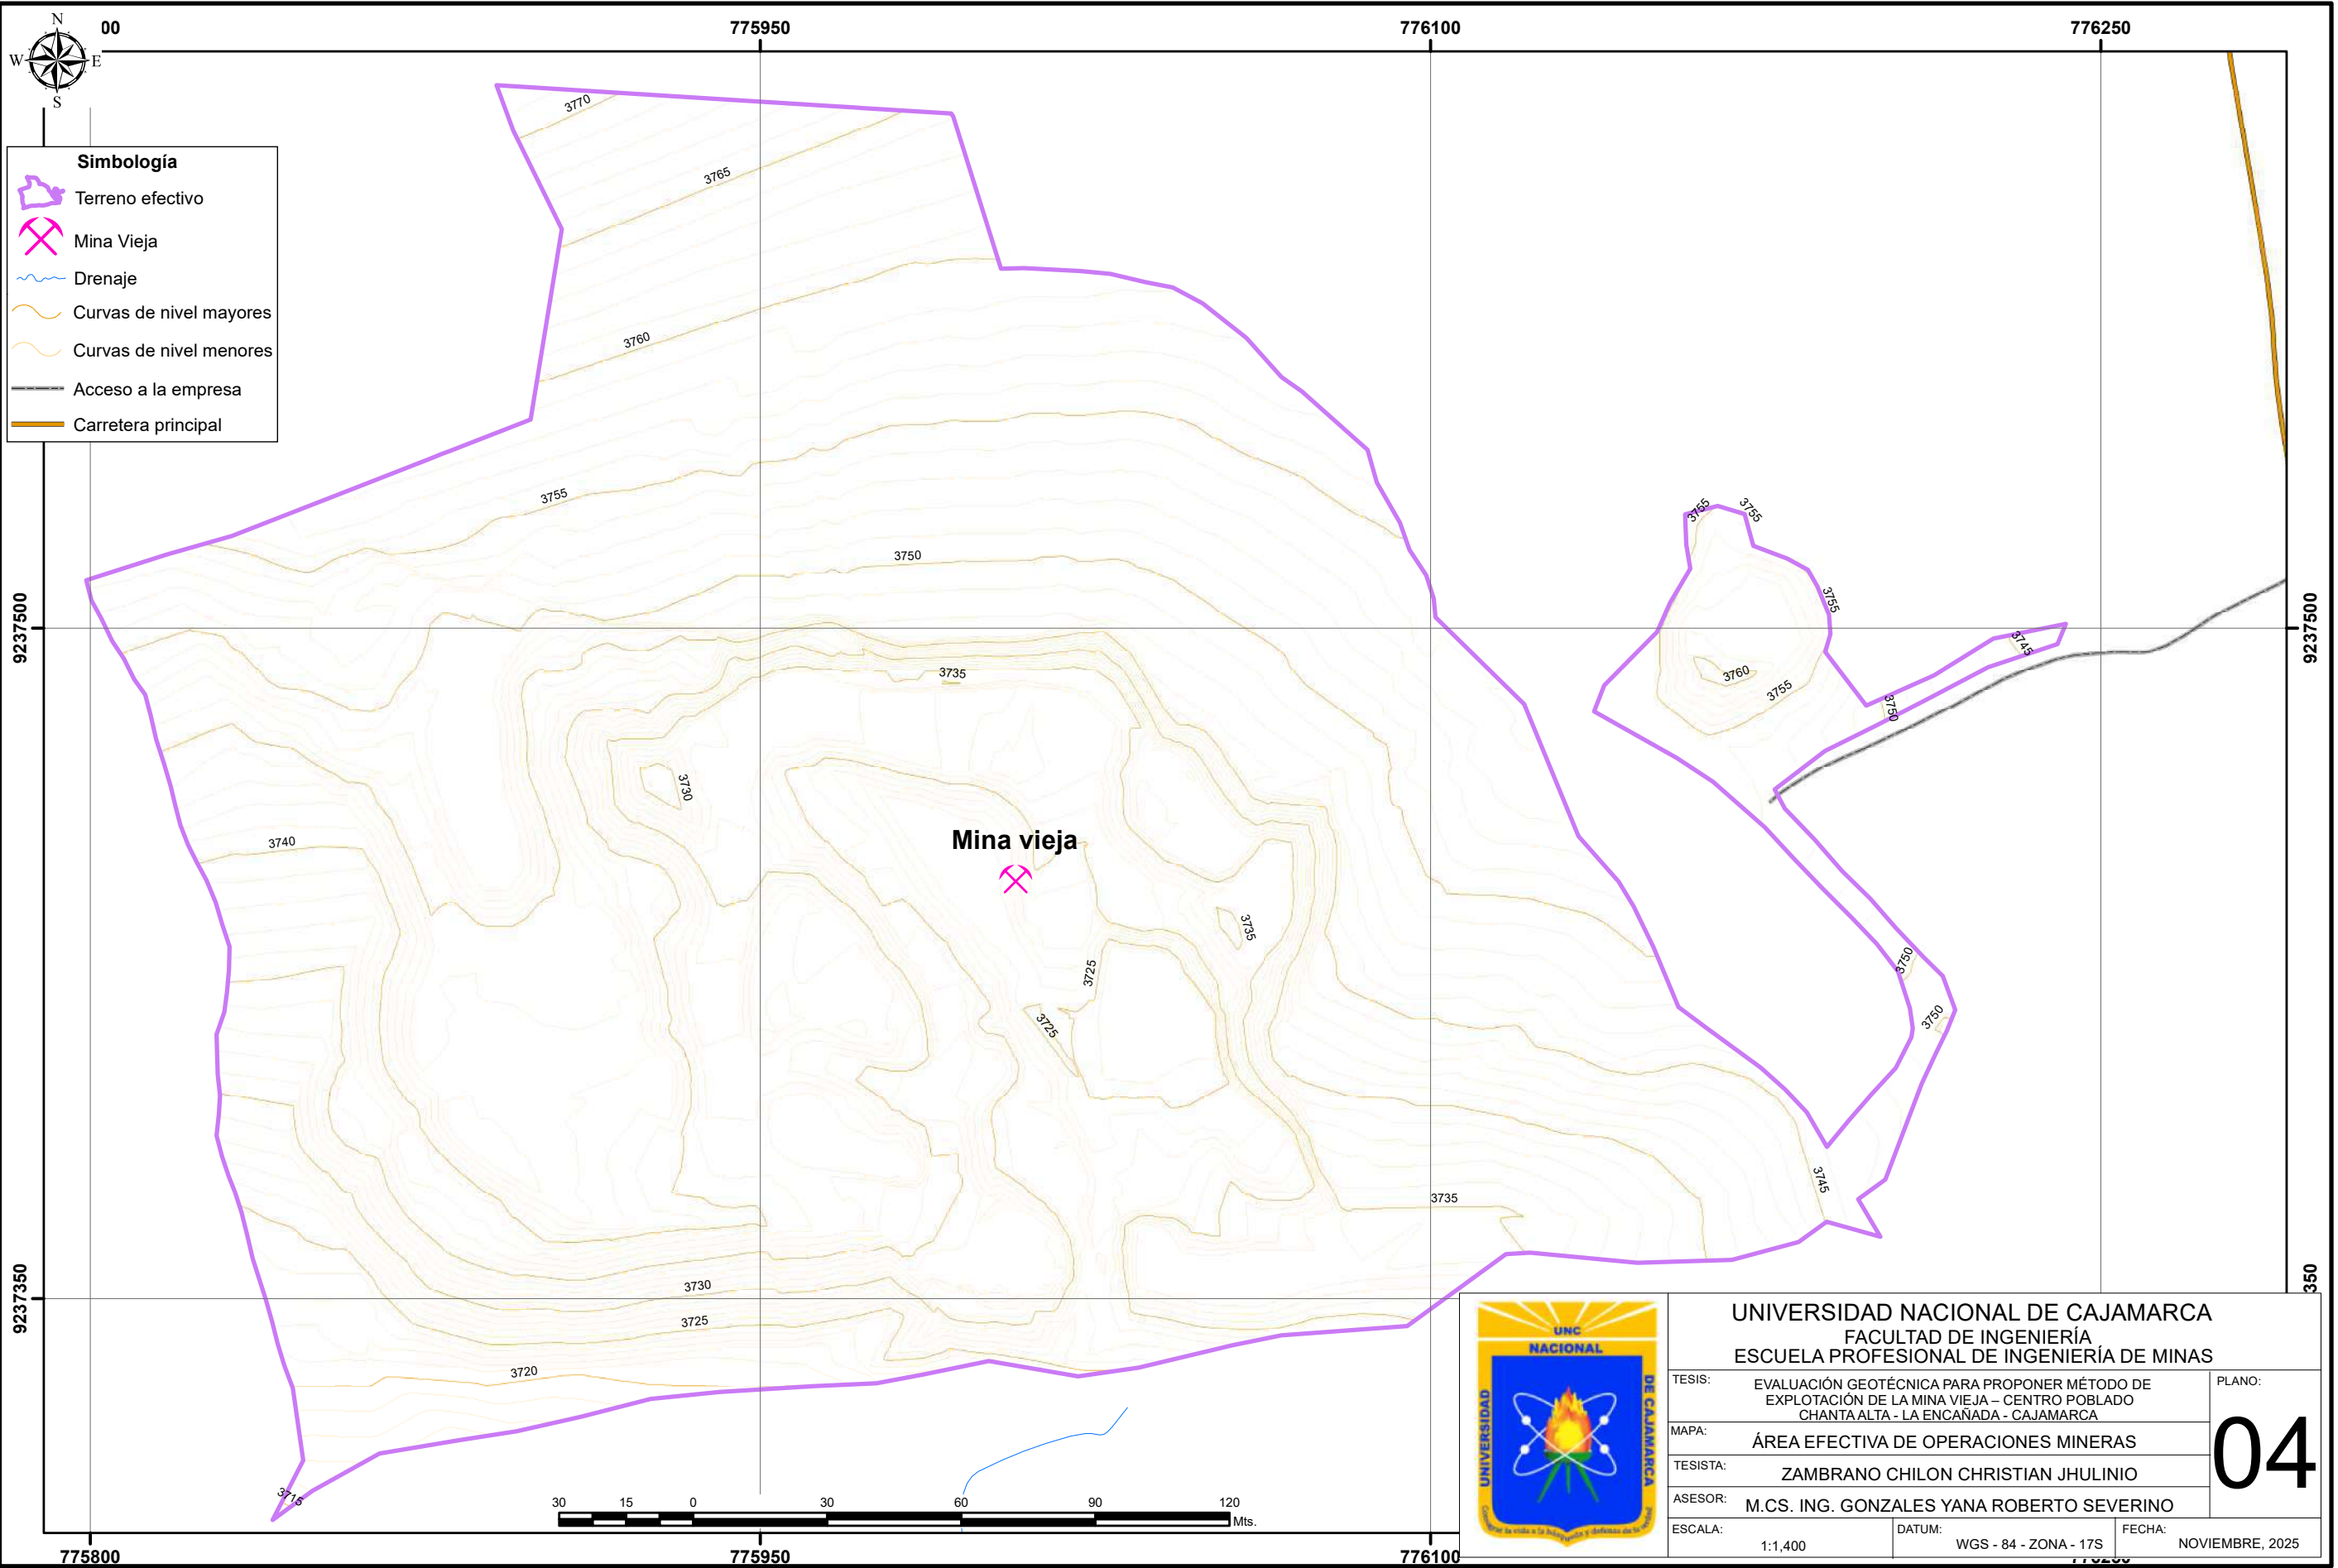 N
W
E
S
00
775950
776100
776250
Simbología
Terreno efectivo
Mina Vieja
Drenaje
Curvas de nivel mayores
Curvas de nivel menores
Acceso a la empresa
Carretera principal
3770
3765
3760
3755
3750
3755
3755
3755
9237500
9237500
3745
3735
3760
3755
3750
3730
3740
Mina vieja
3735
3725
3750
3725
3750
3745
3735
3730
3725
3720
3715
9237350
350
30
15
0
30
60
90
120
Mts.
775800
775950
776100
UNC
NACIONAL
UNIVERSIDAD
DE CAJAMARCA
UNIVERSIDAD NACIONAL DE CAJAMARCA
FACULTAD DE INGENIERÍA
ESCUELA PROFESIONAL DE INGENIERÍA DE MINAS
TESIS:
EVALUACIÓN GEOTÉCNICA PARA PROPONER MÉTODO DE
EXPLOTACIÓN DE LA MINA VIEJA – CENTRO POBLADO
CHANTA ALTA - LA ENCAÑADA - CAJAMARCA
PLANO:
04
MAPA:
ÁREA EFECTIVA DE OPERACIONES MINERAS
TESISTA:
ZAMBRANO CHILON CHRISTIAN JHULINIO
ASESOR:
M.CS. ING. GONZALES YANA ROBERTO SEVERINO
ESCALA:
1:1,400
DATUM:
WGS - 84 - ZONA - 17S
FECHA:
NOVIEMBRE, 2025